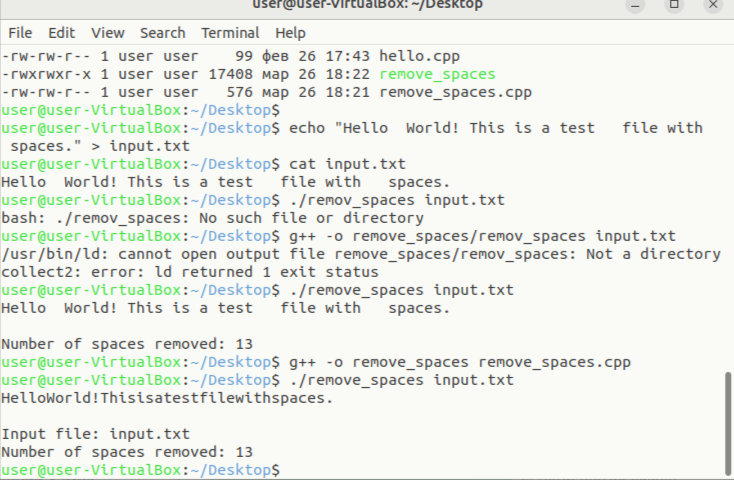 user@user-VirtualBox: ~/Desktop
File Edit View Search Terminal Help
-rw-rw-r-- 1 user user    99 фев 26 17:43 hello.cpp
-rwxrwxr-x 1 user user 17408 мар 26 18:22 remove_spaces
-rw-rw-r-- 1 user user   576 мар 26 18:21 remove_spaces.cpp
user@user-VirtualBox:~/Desktop$
user@user-VirtualBox:~/Desktop$ echo "Hello  World! This is a test   file with
 spaces." > input.txt
user@user-VirtualBox:~/Desktop$ cat input.txt
Hello  World! This is a test   file with   spaces.
user@user-VirtualBox:~/Desktop$ ./remov_spaces input.txt
bash: ./remov_spaces: No such file or directory
user@user-VirtualBox:~/Desktop$ g++ -o remove_spaces/remov_spaces input.txt
/usr/bin/ld: cannot open output file remove_spaces/remov_spaces: Not a directory
collect2: error: ld returned 1 exit status
user@user-VirtualBox:~/Desktop$ ./remove_spaces input.txt
Hello  World! This is a test   file with   spaces.
Number of spaces removed: 13
user@user-VirtualBox:~/Desktop$ g++ -o remove_spaces remove_spaces.cpp
user@user-VirtualBox:~/Desktop$ ./remove_spaces input.txt
HelloWorld!Thisisatestfilewithspaces.
Input file: input.txt
Number of spaces removed: 13
user@user-VirtualBox:~/Desktop$